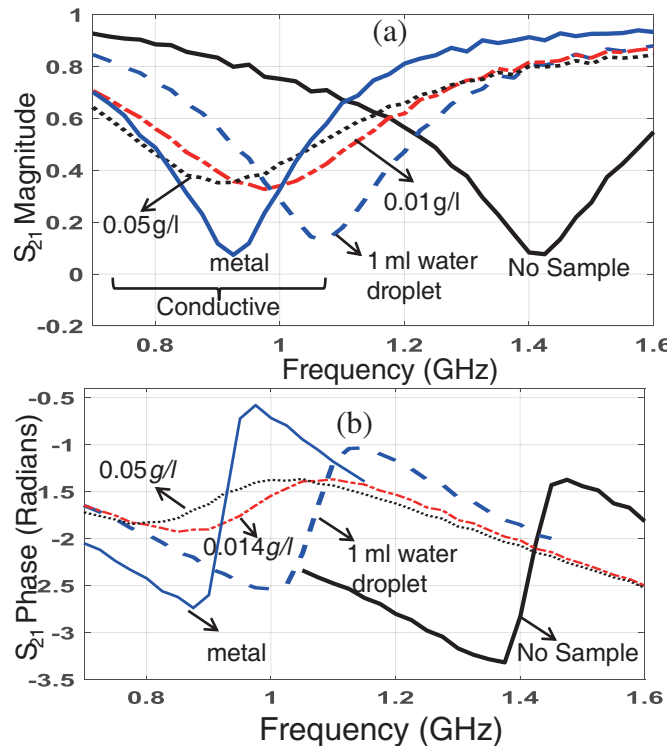 (a)
S21 Magnitude
1
0.8
0.6
0.4
0.2
0
-0.2
0.05g/l
0.01g/l
metal
1 ml water
droplet
No Sample
Conductive
0.8
1
1.2
1.4
1.6
Frequency (GHz)
(b)
S21 Phase (Radians)
-0.5
-1
-1.5
-2
-2.5
-3
-3.5
0.05g/l
0.014g/l
1 ml water
droplet
metal
No Sample
0.8
1
1.2
1.4
1.6
Frequency (GHz)